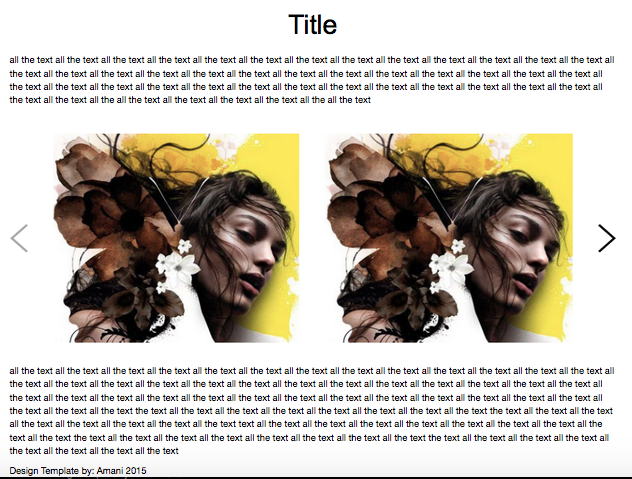 Title
all the text all the text all the text all the text all the text all the text all the text all the text all the text all the text all the text all the text all the text all the text all the text all the text all
the text all the text all the text all the text all the text all the text all the text all the text all the text all the text all the text all the text all the text all the text all the text all the text all
the text all the text all the text all the text all the text all the text all the text all the text all the text all the text all the text all the text all the text all the text all the text all the text all
the text all the text all the all the text all the text all the text all the text all the text the all the text
all the text all the text all the text all the text all the text all the text all the text all the text all the text all the text all the text all the text all the text all the text all the text all the text all
the text all the text all the text all the text all the text all the text all the text all the text all the text all the text all the text all the text all the text all the text all the text all the text all
the text all the text all the text all the text all the text all the text all the text all the text all the text all the text all the text all the text all the text all the text all the text all the text all
the text all the text all the text the text all the text all the text all the text all the text all the text all the text all the text all the text the text all the text all the text all the text
all the text all the text all the text all the text all the text all the text text all the text all the text all the text all the text all the text all the text all the text all the text all the
text all the text the text all the text all the text all the text all the text all the text all the text all the text all the text all the text the text all the text all the text all the text all
the text all the text all the text all the text all the text
Design Template by: Amani 2015